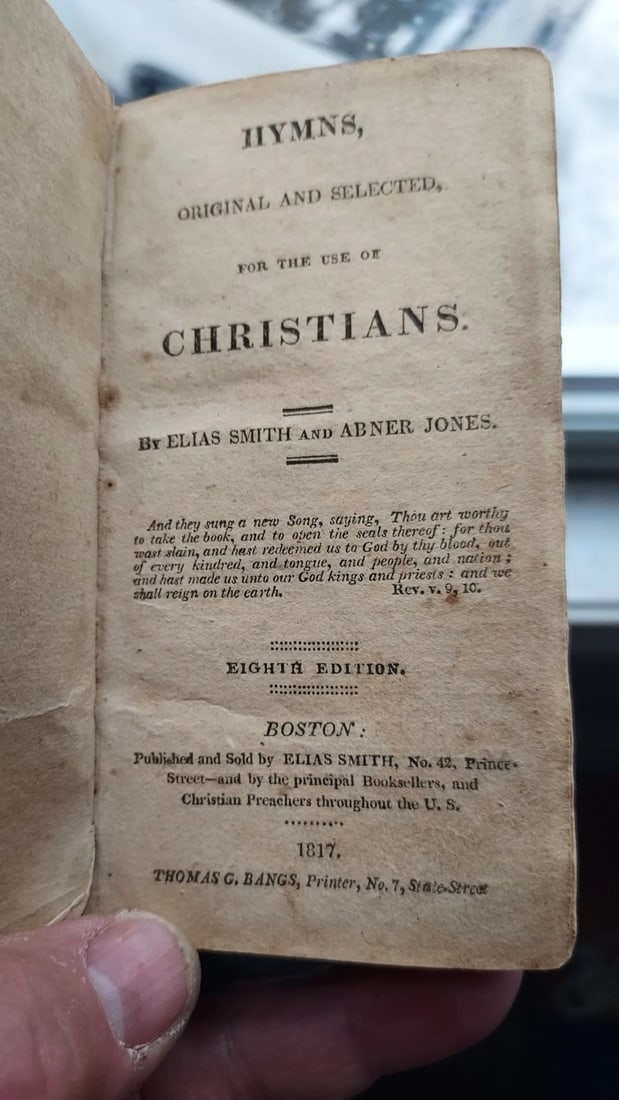 HYMNS,
ORIGINAL AND SELECTED,
FOR THE USE OF
CHRISTIANS.
By ELIAS SMITH AND ABNER JONES.
And they sung a new Song, saying, Thou art worthy
to take the book, and to open the seals thereof: for thou
wast slain, and hast redeemed us to God by thy blood, out
of every kindred, and tongue, and people, and nation;
and hast made us unto our God kings and priests: and we
shall reign on the earth. Rev. v. 9, 10.
EIGHTH EDITION.
BOSTON:
Published and Sold by ELIAS SMITH, No. 42, Prince-
Street—and by the principal Booksellers, and
Christian Preachers throughout the U. S.
1817.
THOMAS G. BANGS, Printer, No. 7, State-Street